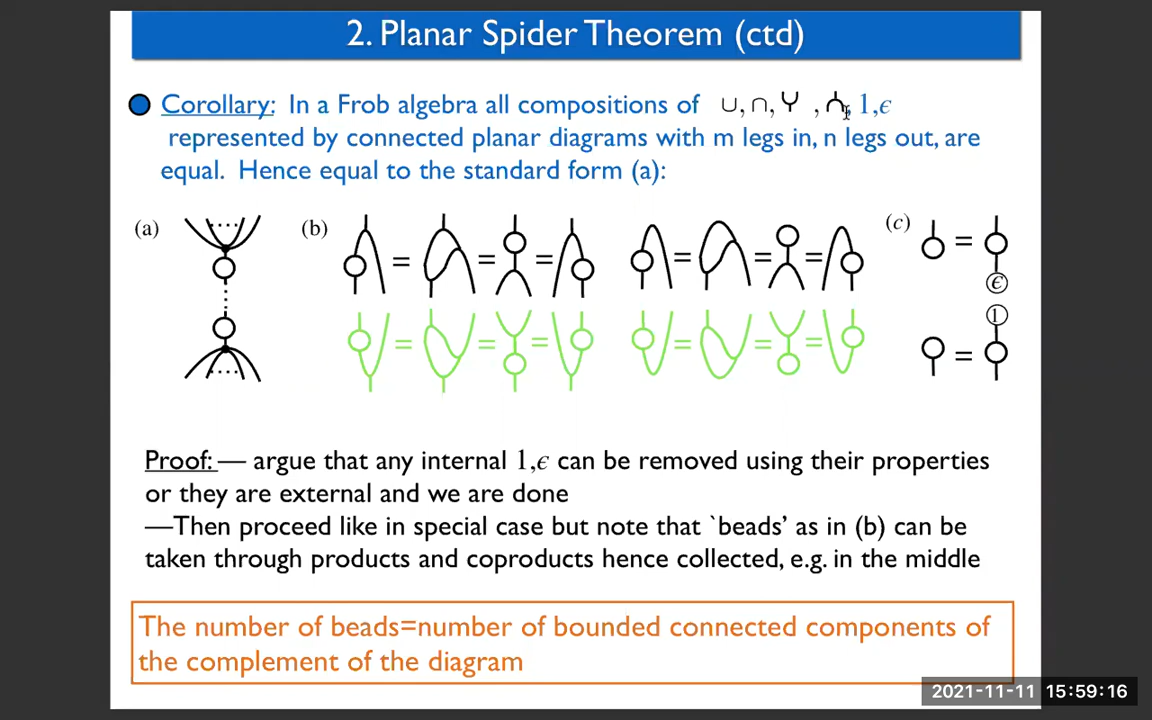 2. Planar Spider Theorem (ctd)
Corollary: In a Frob algebra all compositions of ∪, ∩, Y, ⅄, 1, ϵ
represented by connected planar diagrams with m legs in, n legs out, are
equal. Hence equal to the standard form (a):
(a) (b) (c)
= = = = = = =
ϵ
1
= = = = = = =
Proof: — argue that any internal 1,ϵ can be removed using their properties
or they are external and we are done
—Then proceed like in special case but note that `beads' as in (b) can be
taken through products and coproducts hence collected, e.g. in the middle
The number of beads=number of bounded connected components of
the complement of the diagram
2021-11-11 15:59:16